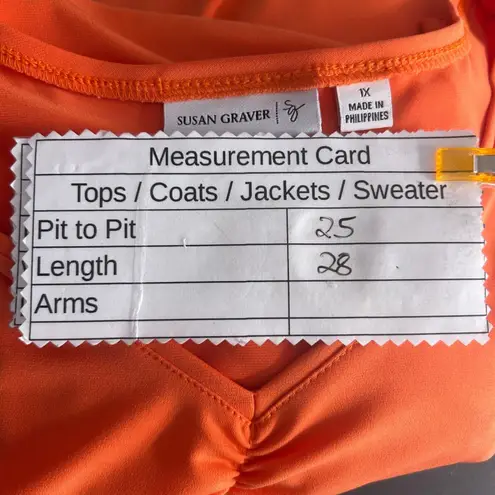 SUSAN GRAVER | Sg
1X
MADE IN
PHILIPPINES
Measurement Card
Tops / Coats / Jackets / Sweater
Pit to Pit 25
Length 28
Arms